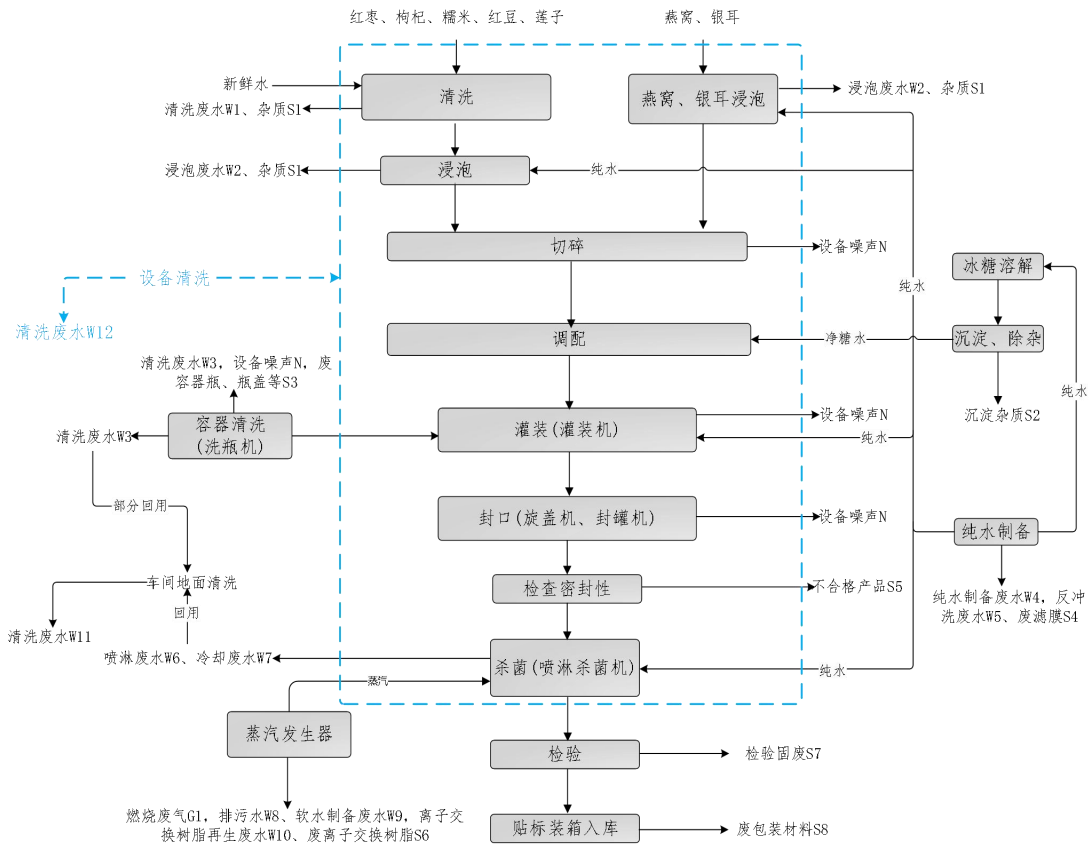 红枣、枸杞、糯米、红豆、莲子
燕窝、银耳
新鲜水
清洗
清洗废水W1、杂质S1
燕窝、银耳浸泡
浸泡废水W2、杂质S1
浸泡废水W2、杂质S1
浸泡
纯水
切碎
设备噪声N
设备清洗
清洗废水W12
纯水
冰糖溶解
调配
净糖水
沉淀、除杂
纯水
沉淀杂质S2
清洗废水W3，设备噪声N，废
容器瓶、瓶盖等S3
清洗废水W3
容器清洗
(洗瓶机)
灌装(灌装机)
设备噪声N
纯水
部分回用
封口(旋盖机、封罐机)
设备噪声N
纯水制备
车间地面清洗
检查密封性
不合格产品S5
纯水制备废水W4，反冲
洗废水W5、废滤膜S4
回用
清洗废水W11
喷淋废水W6、冷却废水W7
杀菌(喷淋杀菌机)
纯水
蒸汽
蒸汽发生器
检验
检验固废S7
燃烧废气G1，排污水W8、软水制备废水W9，离子交
换树脂再生废水W10、废离子交换树脂S6
贴标装箱入库
废包装材料S8